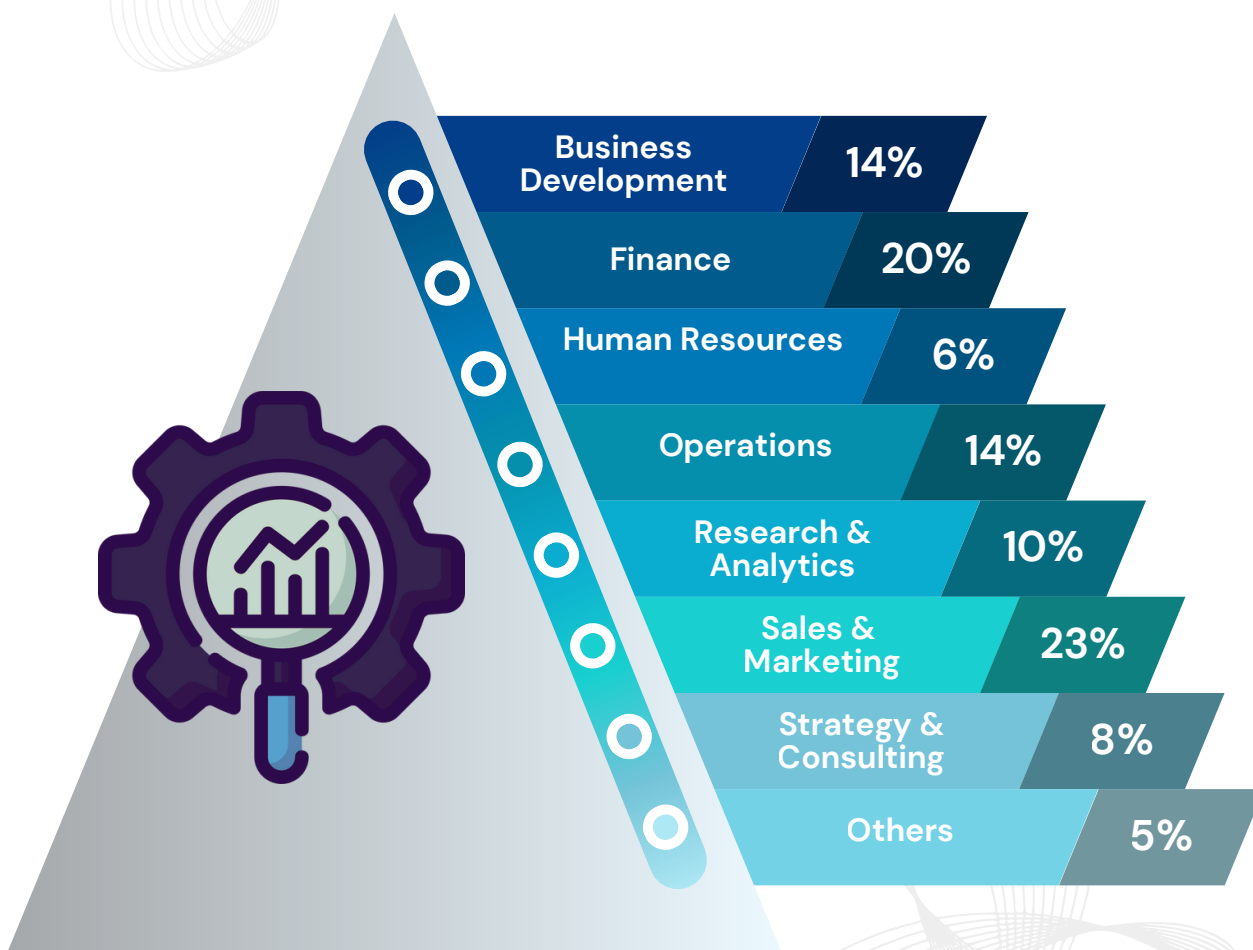 Business
Development
14%
Finance
20%
Human Resources
6%
Operations
14%
Research &
Analytics
10%
Sales &
Marketing
23%
Strategy &
Consulting
8%
Others
5%